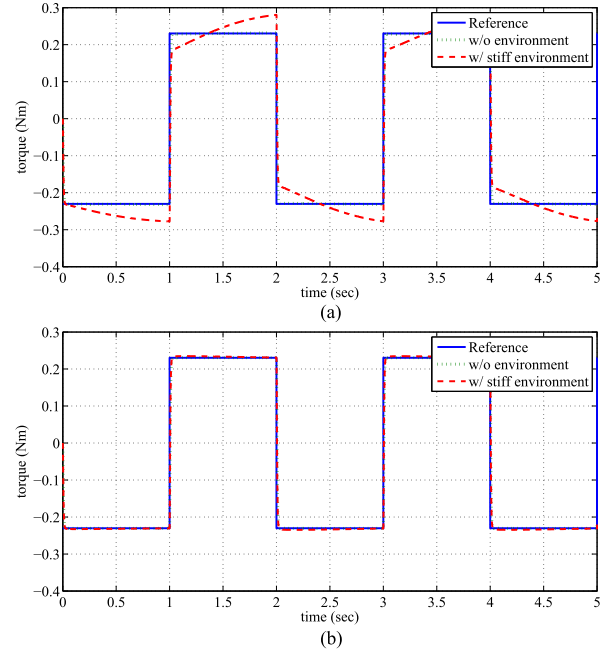 0.3
0.2
0.1
0
−0.1
−0.2
−0.3
−0.4
torque (Nm)
Reference
w/o environment
w/ stiff environment
0 0.5 1 1.5 2 2.5 3 3.5 4 4.5 5
time (sec)
(a)
0.3
0.2
0.1
0
−0.1
−0.2
−0.3
−0.4
torque (Nm)
Reference
w/o environment
w/ stiff environment
0 0.5 1 1.5 2 2.5 3 3.5 4 4.5 5
time (sec)
(b)